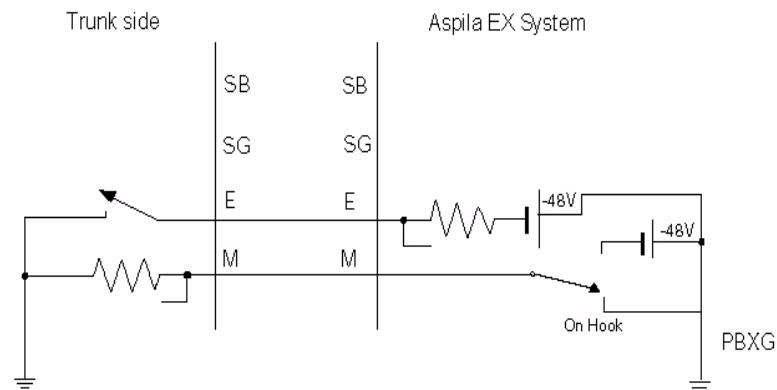 Trunk side
Aspila EX System
SB SB
SG SG
E E
-48V
-48V
M M
On Hook
PBXG